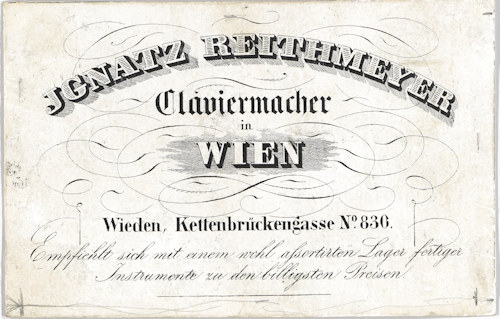 JGNATZ REITHMEYER
Claviermacher
in
WIEN
Wieden, Kettenbrückengasse No. 836.
Empfiehlt sich mit einem wohl assortirten Lager fertiger
Instrumente zu den billigsten Preisen